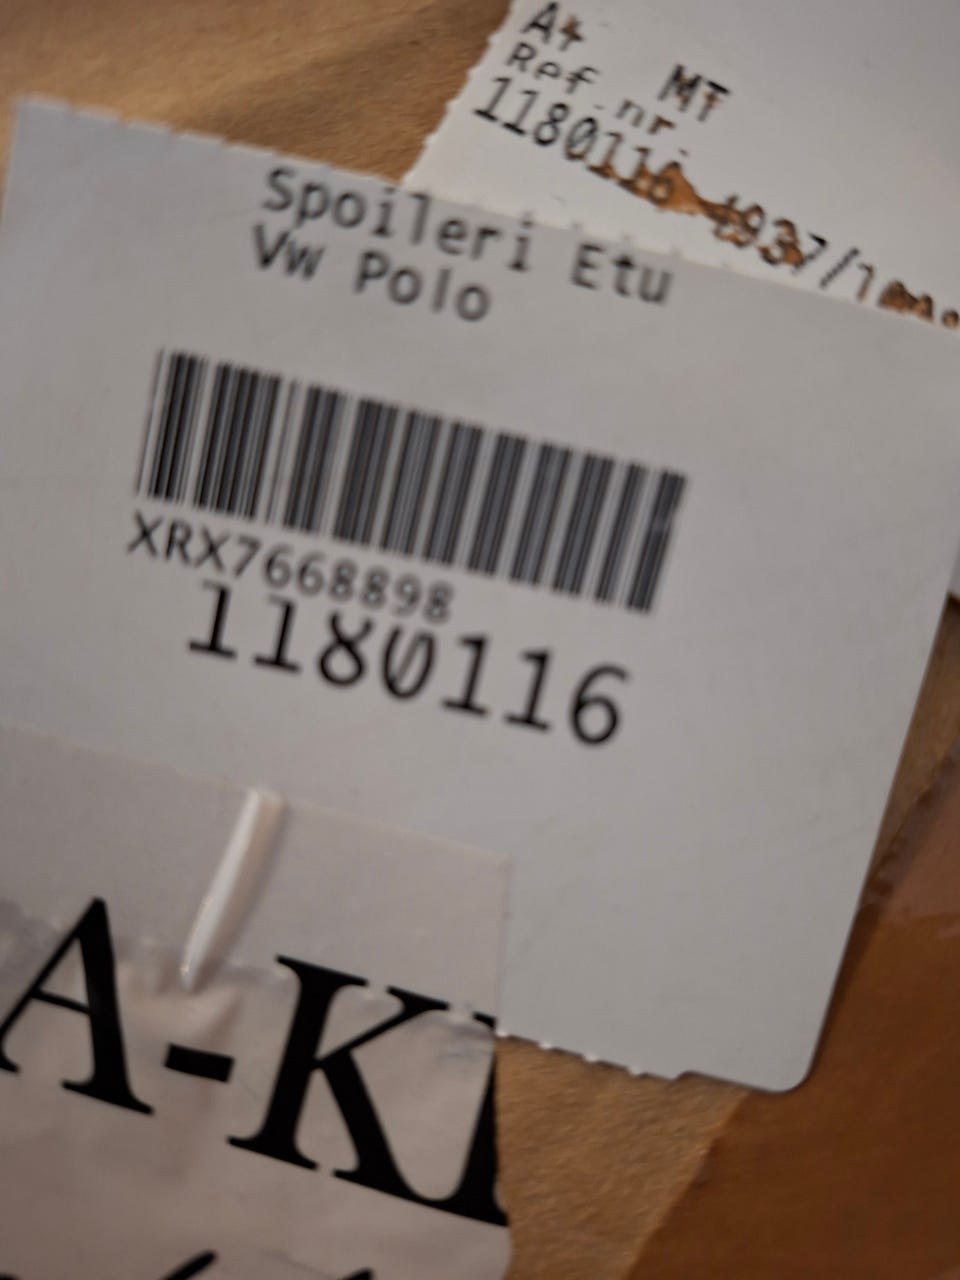 A+ MT
Ref.nr.
1180116
Spoileri Etu
Vw Polo
XRX7668898
1180116
A-K